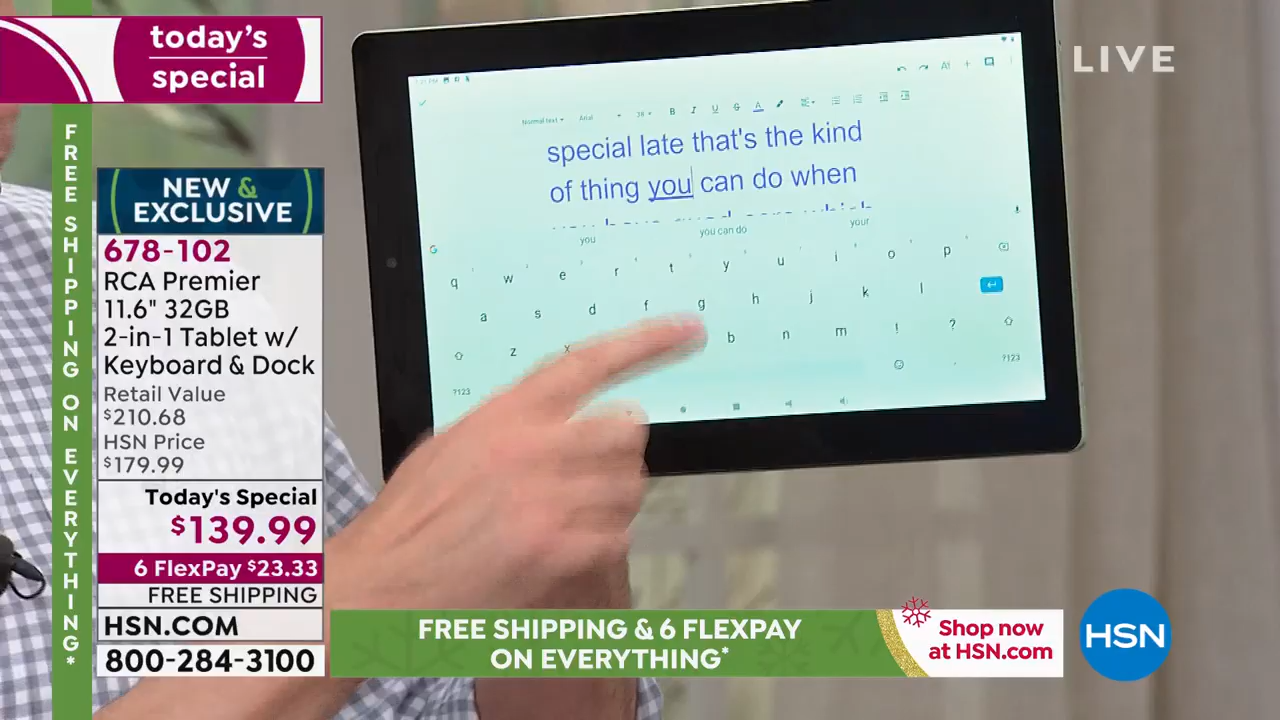 today's
special
LIVE
FREE SHIPPING ON EVERYTHING*
NEW &
EXCLUSIVE
678-102
RCA Premier
11.6" 32GB
2-in-1 Tablet w/
Keyboard & Dock
Retail Value
$210.68
HSN Price
$179.99
Today's Special
$139.99
6 FlexPay $23.33
FREE SHIPPING
HSN.COM
800-284-3100
Normal text Arial
B I U S A
special late that's the kind
of thing you can do when
you you can do your
q w e r t y u i o p
a s d f g h j k l
z x b n m ! ?
?123 ?123
FREE SHIPPING & 6 FLEXPAY
ON EVERYTHING*
Shop now
at HSN.com
HSN